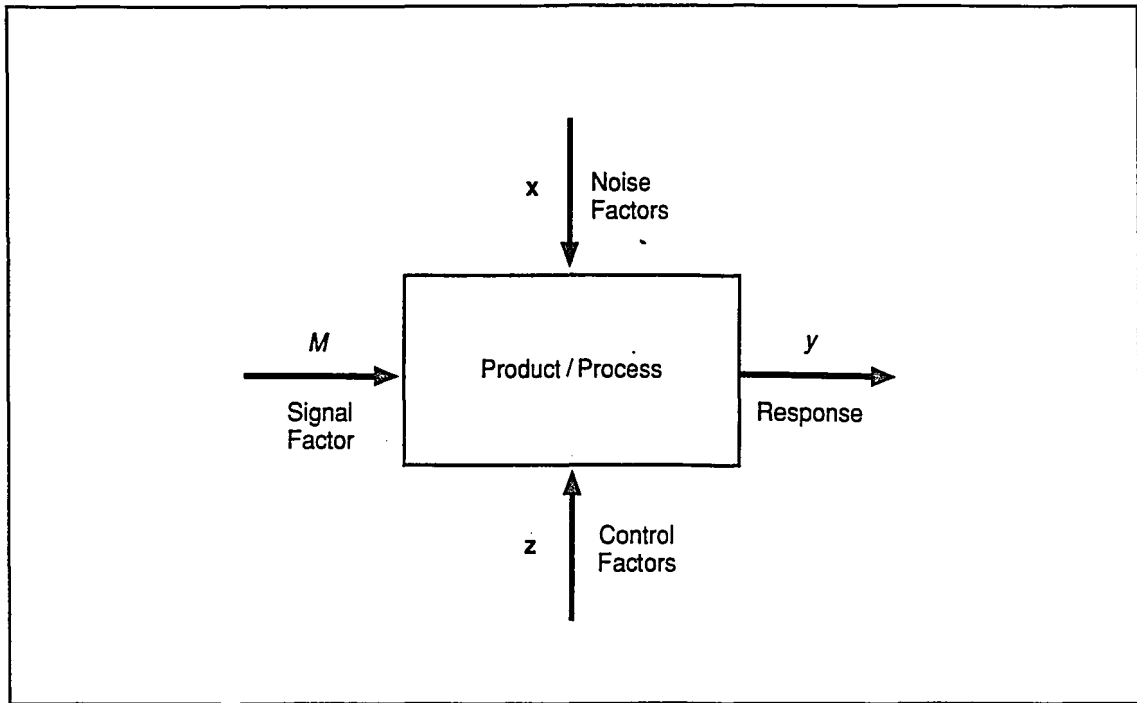 x
Noise
Factors
M
Signal
Factor
Product / Process
y
Response
z
Control
Factors